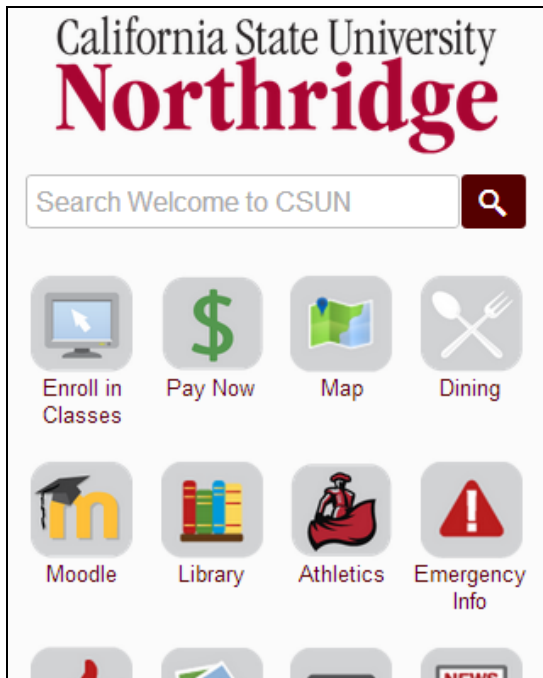 California State University
Northridge
Search Welcome to CSUN
Enroll in Classes
Pay Now
Map
Dining
Moodle
Library
Athletics
Emergency Info
NEWS